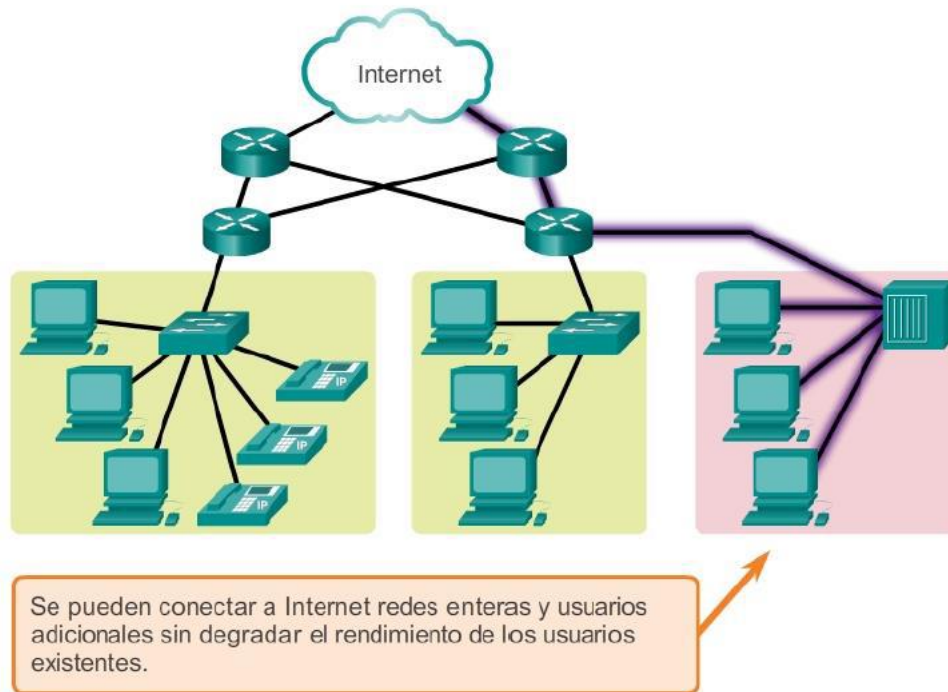 Internet
IP
IP
IP
Se pueden conectar a Internet redes enteras y usuarios
adicionales sin degradar el rendimiento de los usuarios
existentes.